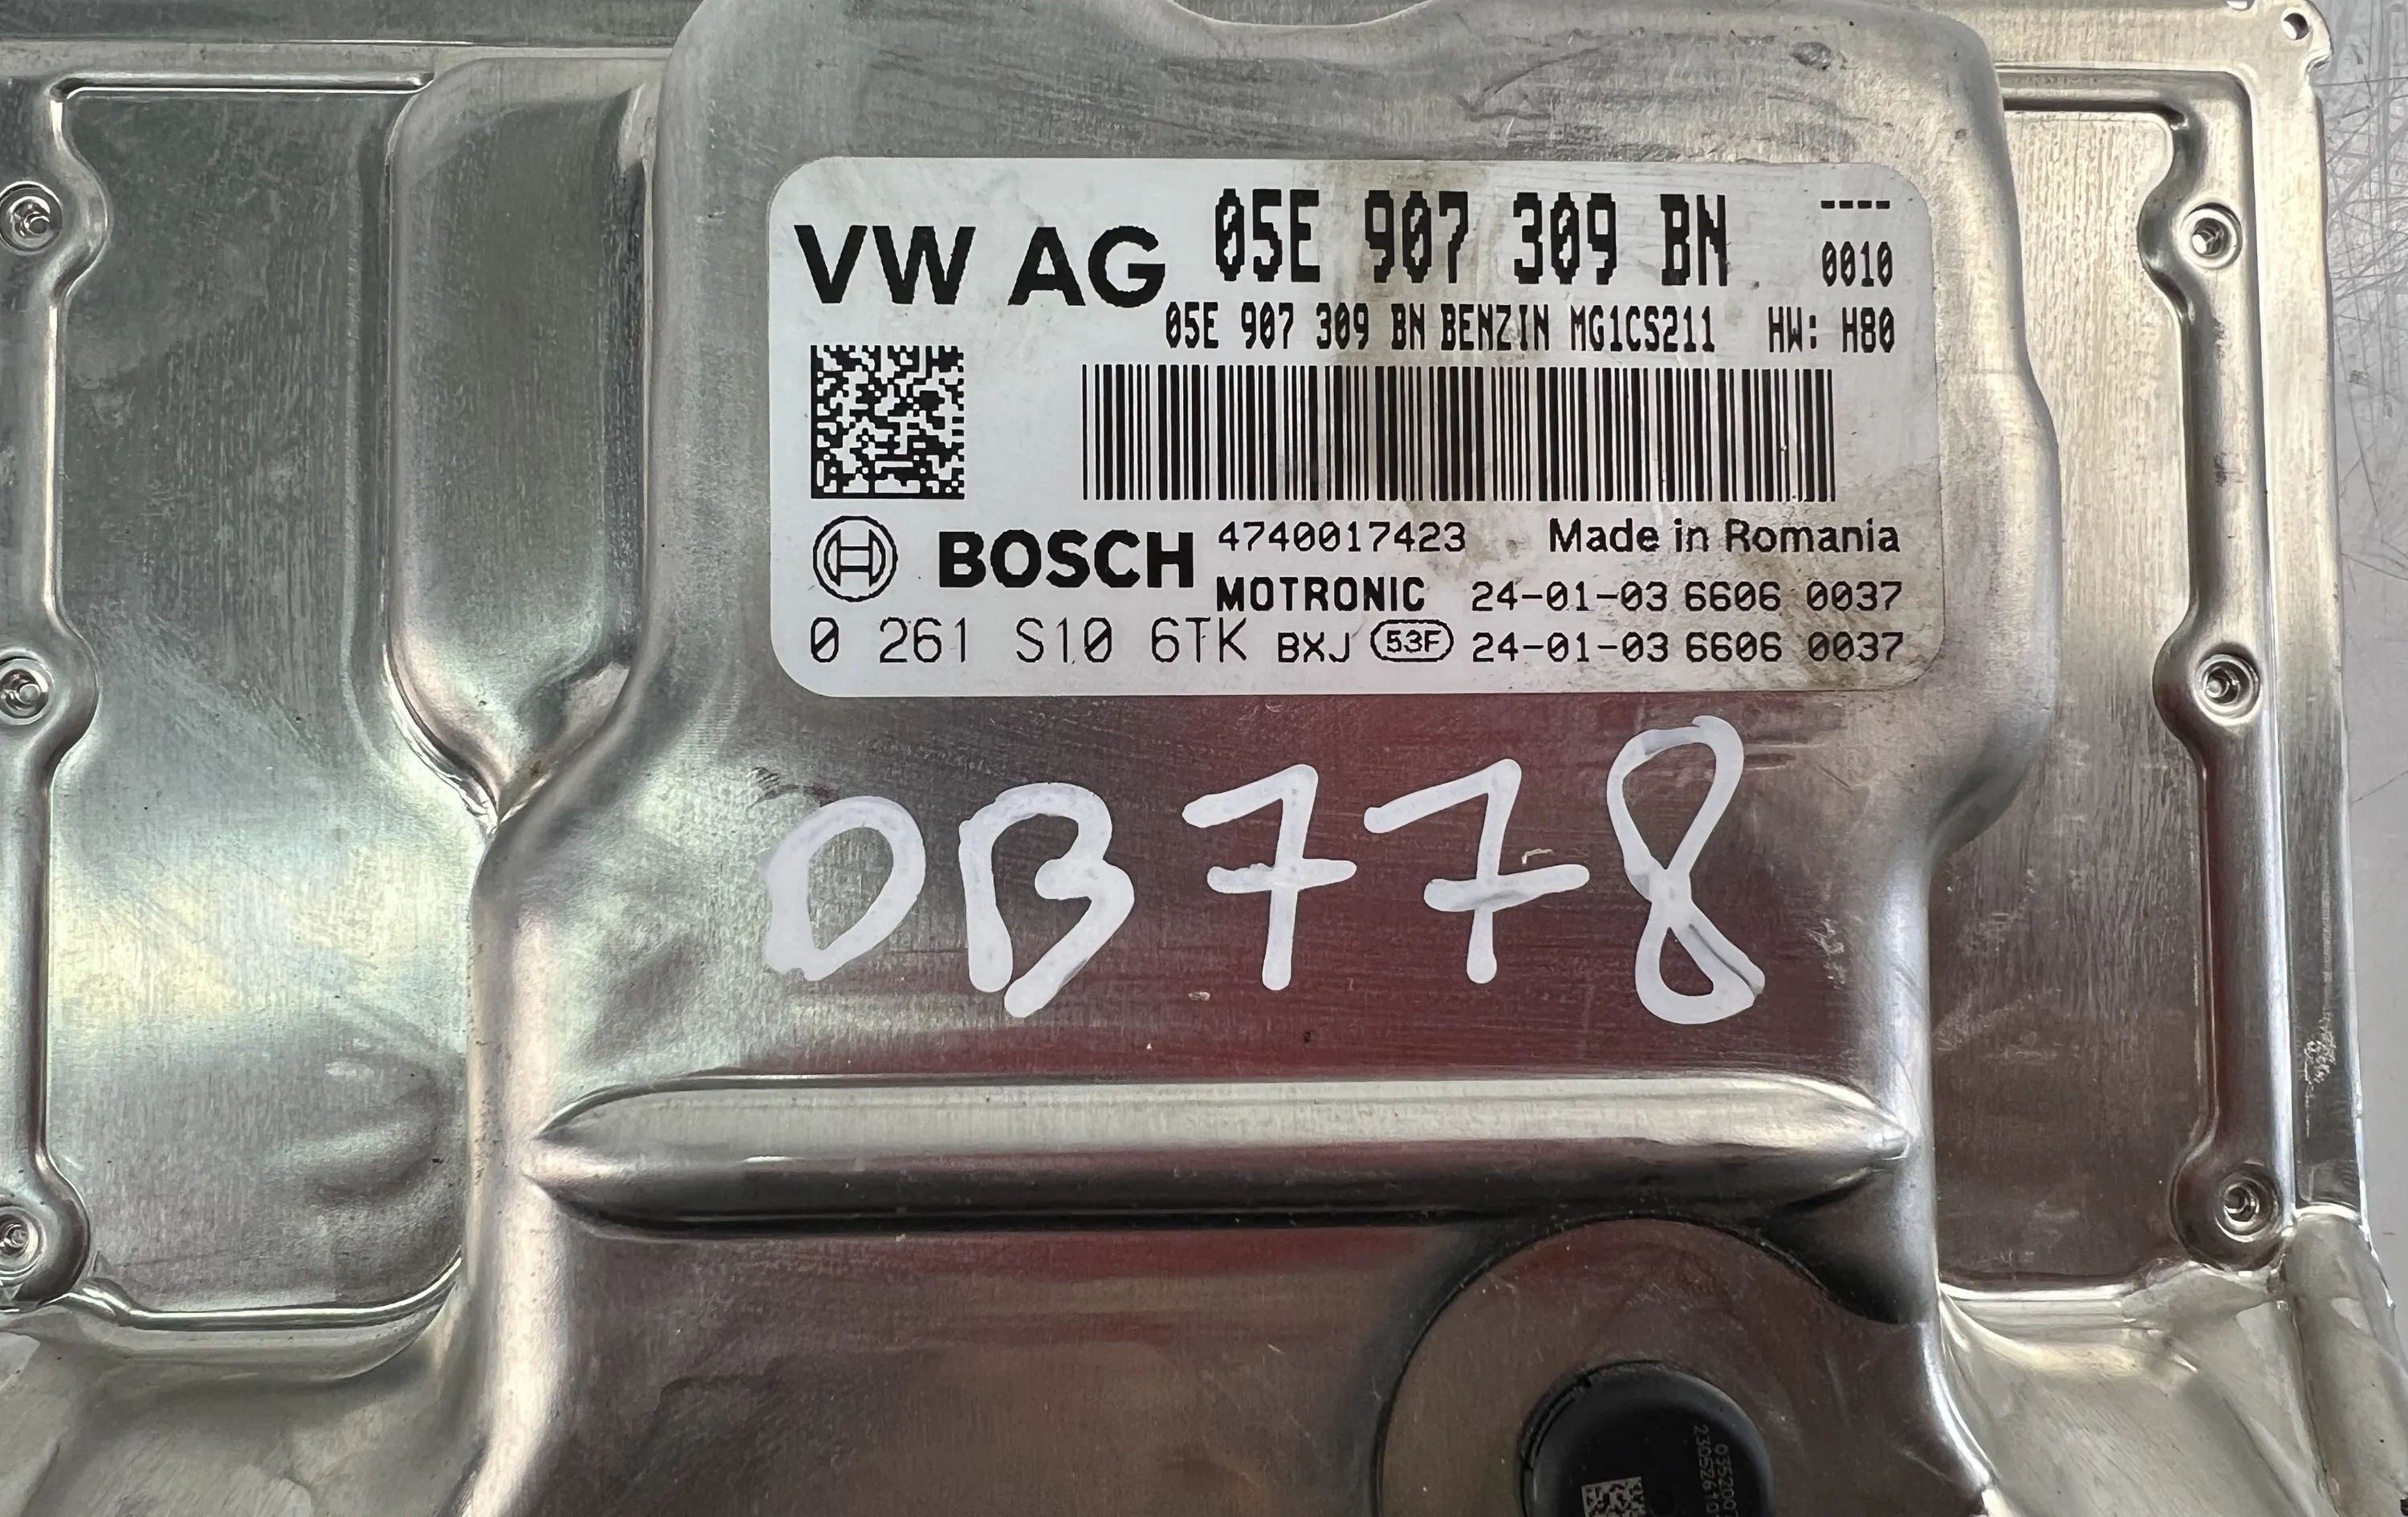 VW AG 05E 907 309 BN ----
0010
05E 907 309 BN BENZIN MG1CS211 HW: H80
BOSCH 4740017423 Made in Romania
MOTRONIC 24-01-03 6606 0037
0 261 S10 6TK BXJ 53F 24-01-03 6606 0037
DB778